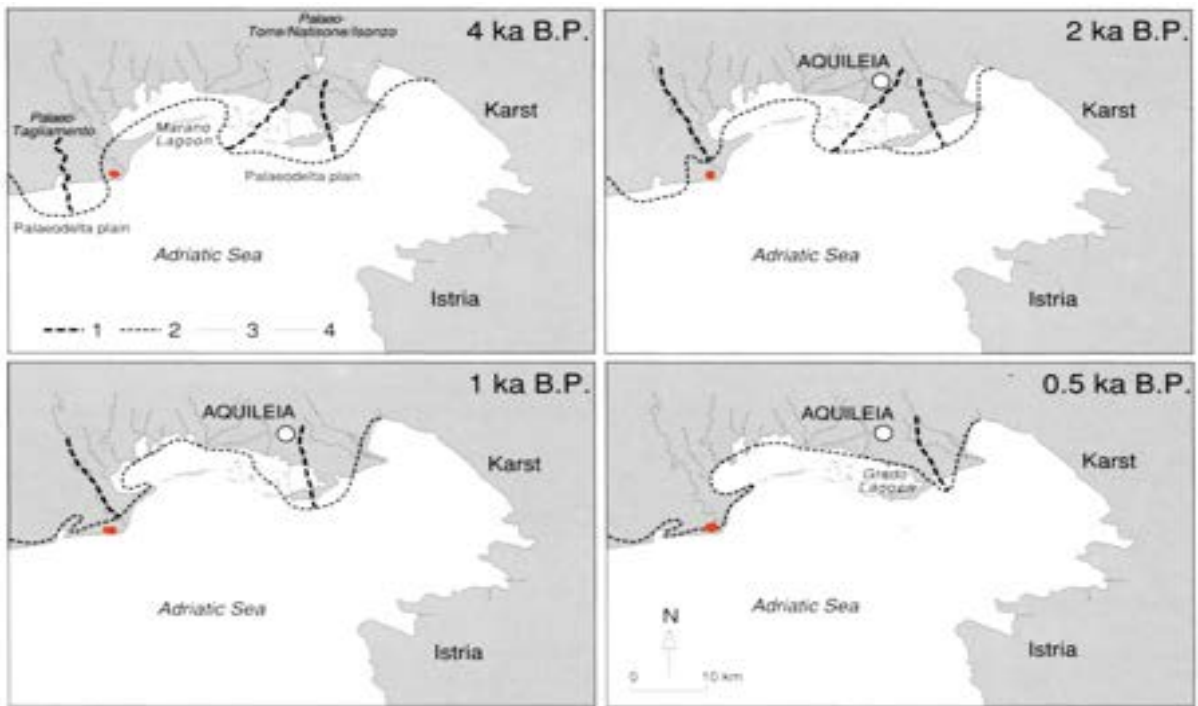 4 ka B.P.
Palaeo-
Torre/Natisone/Isonzo
Karst
Palaeo-
Tagliamento
Marano
Lagoon
Palaeodelta plain
Palaeodelta plain
Adriatic Sea
Istria
1 2 3 4
2 ka B.P.
AQUILEIA
Karst
Adriatic Sea
Istria
1 ka B.P.
AQUILEIA
Karst
Adriatic Sea
Istria
0.5 ka B.P.
AQUILEIA
Karst
Grado
Lagoon
Adriatic Sea
N
Istria
0 10 km